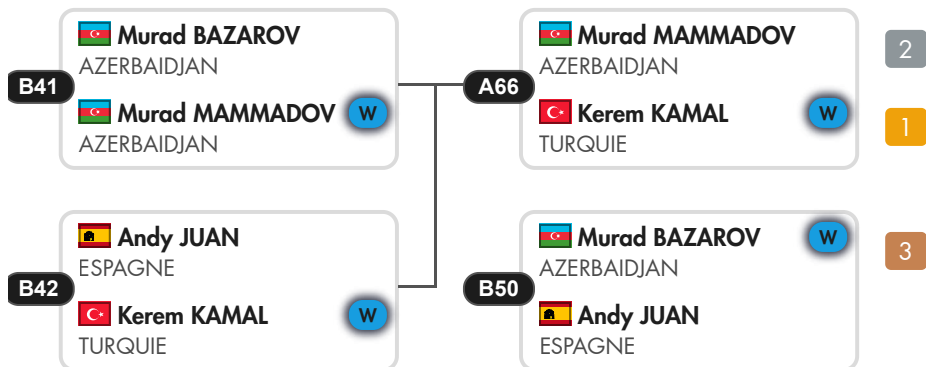 Murad BAZAROV
AZERBAIDJAN
B41
Murad MAMMADOV W
AZERBAIDJAN
Andy JUAN
ESPAGNE
B42
Kerem KAMAL W
TURQUIE
Murad MAMMADOV
AZERBAIDJAN
A66
Kerem KAMAL W
TURQUIE
2
1
Murad BAZAROV W
AZERBAIDJAN
B50
Andy JUAN
ESPAGNE
3